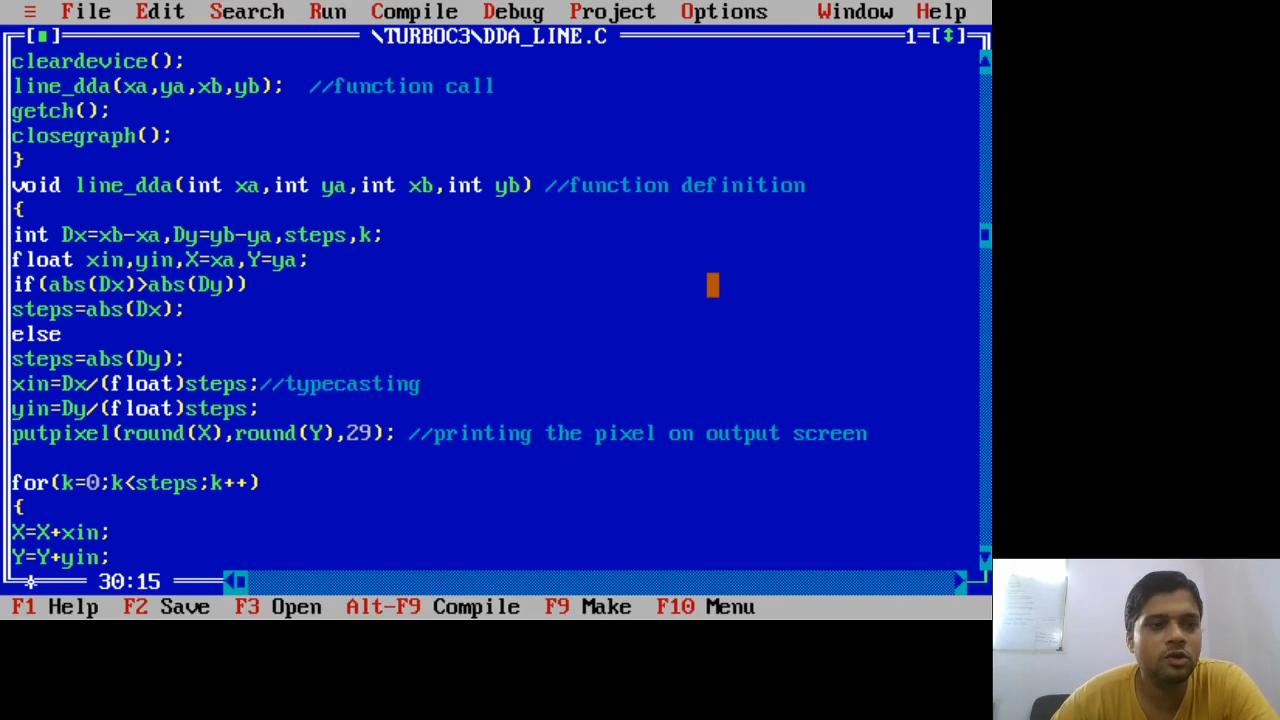 ≡ File Edit Search Run Compile Debug Project Options Window Help
[■] \TURBOC3\DDA_LINE.C 1=[↕]
cleardevice();
line_dda(xa,ya,xb,yb); //function call
getch();
closegraph();
}
void line_dda(int xa,int ya,int xb,int yb) //function definition
{
int Dx=xb-xa,Dy=yb-ya,steps,k;
float xin,yin,X=xa,Y=ya;
if(abs(Dx)>abs(Dy))
steps=abs(Dx);
else
steps=abs(Dy);
xin=Dx/(float)steps;//typecasting
yin=Dy/(float)steps;
putpixel(round(X),round(Y),29); //printing the pixel on output screen
for(k=0;k<steps;k++)
{
X=X+xin;
Y=Y+yin;
30:15
F1 Help F2 Save F3 Open Alt-F9 Compile F9 Make F10 Menu